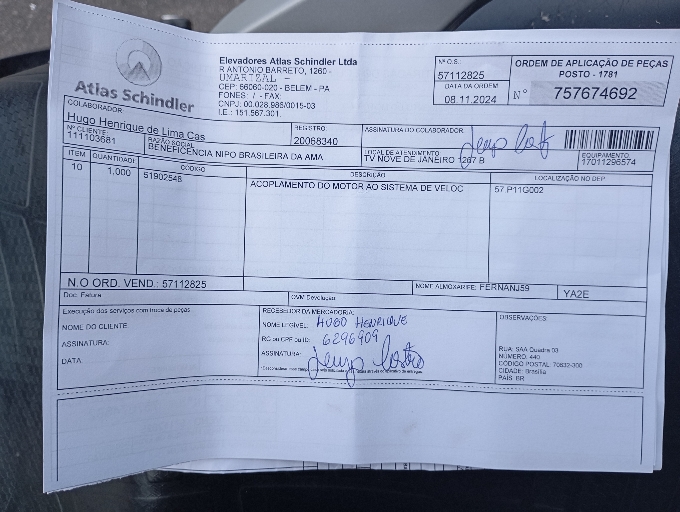 Atlas Schindler
Elevadores Atlas Schindler Ltda
R ANTONIO BARRETO, 1260 -
UMARIZAL -
CEP: 66060-020 - BELEM - PA
FONES: / - FAX:
CNPJ: 00.028.986/0015-03
I.E : 151.567.301.
Nº O.S.
57112825
DATA DA ORDEM
08.11.2024
ORDEM DE APLICAÇÃO DE PEÇAS
POSTO - 1781
Nº 757674692
COLABORADOR:
Hugo Henrique de Lima Cas
REGISTRO:
20068340
ASSINATURA DO COLABORADOR:
Nº CLIENTE:
111103681
RAZÃO SOCIAL
BENEFICENCIA NIPO BRASILEIRA DA AMA
LOCAL DE ATENDIMENTO:
TV NOVE DE JANEIRO 1267 B
EQUIPAMENTO:
17011296574
ITEM QUANTIDADE CÓDIGO DESCRIÇÃO LOCALIZAÇÃO NO DEP
10 1,000 51902548 ACOPLAMENTO DO MOTOR AO SISTEMA DE VELOC 57 P11G002
N.O ORD. VEND.: 57112825
NOME ALMOXARIFE: FERNANJ59
YA2E
Doc. Fatura
OVM Devolução
Execução dos serviços com troca de peças
NOME DO CLIENTE:
ASSINATURA:
DATA:
RECEBEDOR DA MERCADORIA:
NOME LEGÍVEL: HUGO HENRIQUE
RG ou CPF ou ID: 6296909
ASSINATURA:
OBSERVAÇÕES:
RUA: SAA Quadra 03
NÚMERO: 440
CÓDIGO POSTAL: 70632-300
CIDADE: Brasília
PAÍS: BR